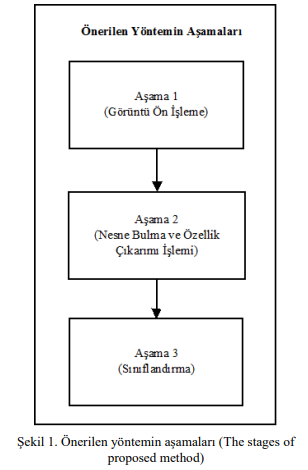 Önerilen Yöntemin Aşamaları
Aşama 1
(Görüntü Ön İşleme)
Aşama 2
(Nesne Bulma ve Özellik
Çıkarımı İşlemi)
Aşama 3
(Sınıflandırma)
Şekil 1. Önerilen yöntemin aşamaları (The stages of
proposed method)